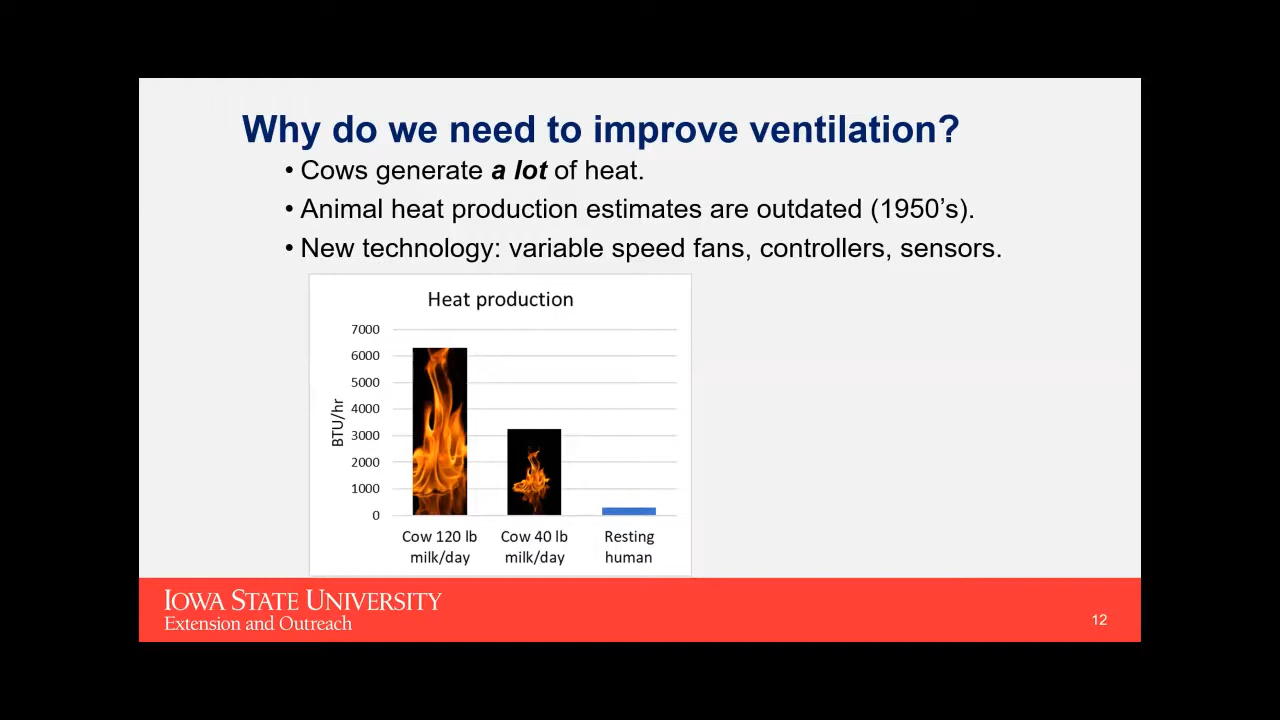 Why do we need to improve ventilation?
• Cows generate a lot of heat.
• Animal heat production estimates are outdated (1950’s).
• New technology: variable speed fans, controllers, sensors.
Heat production
BTU/hr
7000
6000
5000
4000
3000
2000
1000
0
Cow 120 lb
milk/day
Cow 40 lb
milk/day
Resting
human
IOWA STATE UNIVERSITY
Extension and Outreach
12